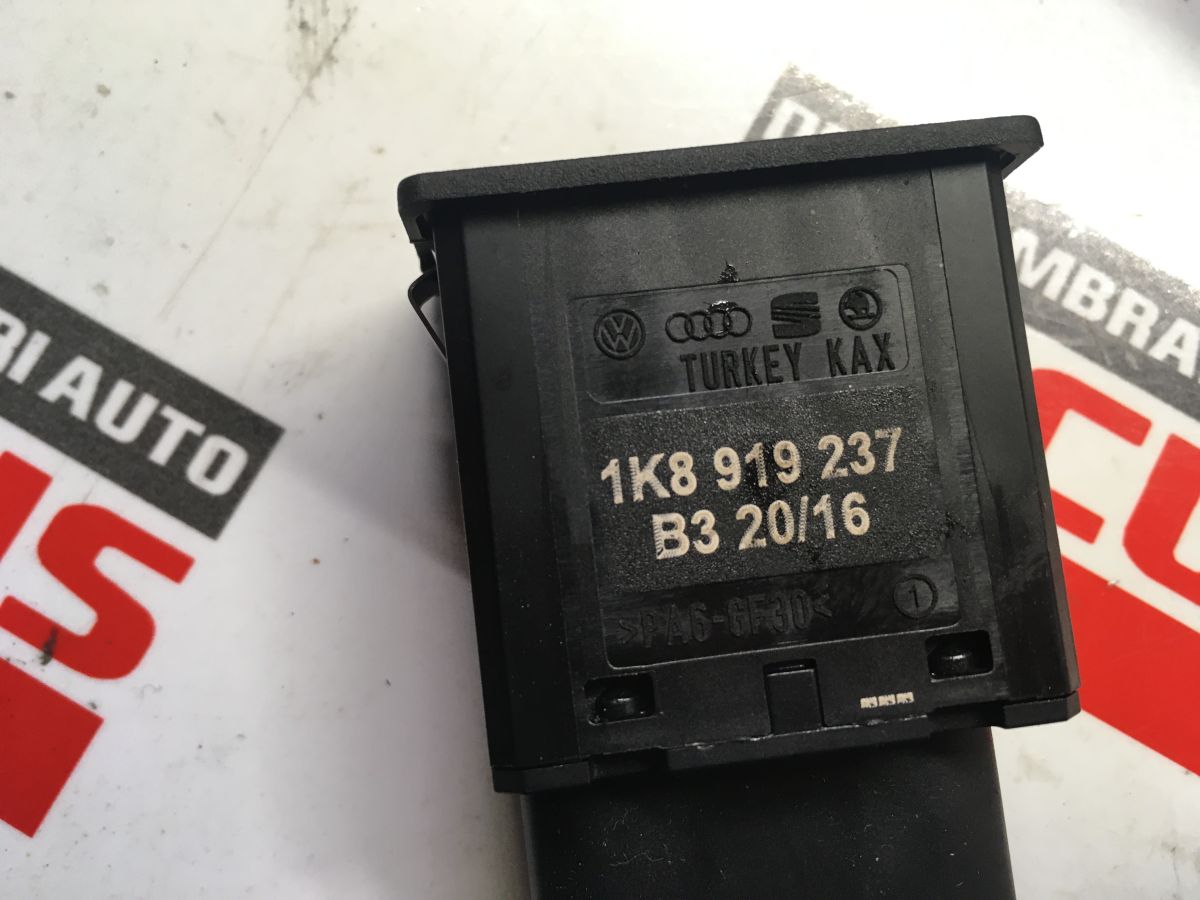 TURKEY KAX
1K8 919 237
B3 20/16
>PA6-GF30<
1
RI AUTO
MBRA